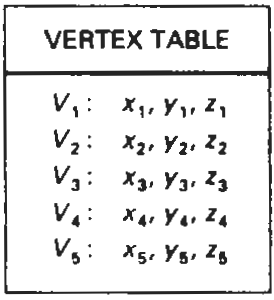 VERTEX TABLE
V₁: x₁, y₁, z₁
V₂: x₂, y₂, z₂
V₃: x₃, y₃, z₃
V₄: x₄, y₄, z₄
V₅: x₅, y₅, z₅